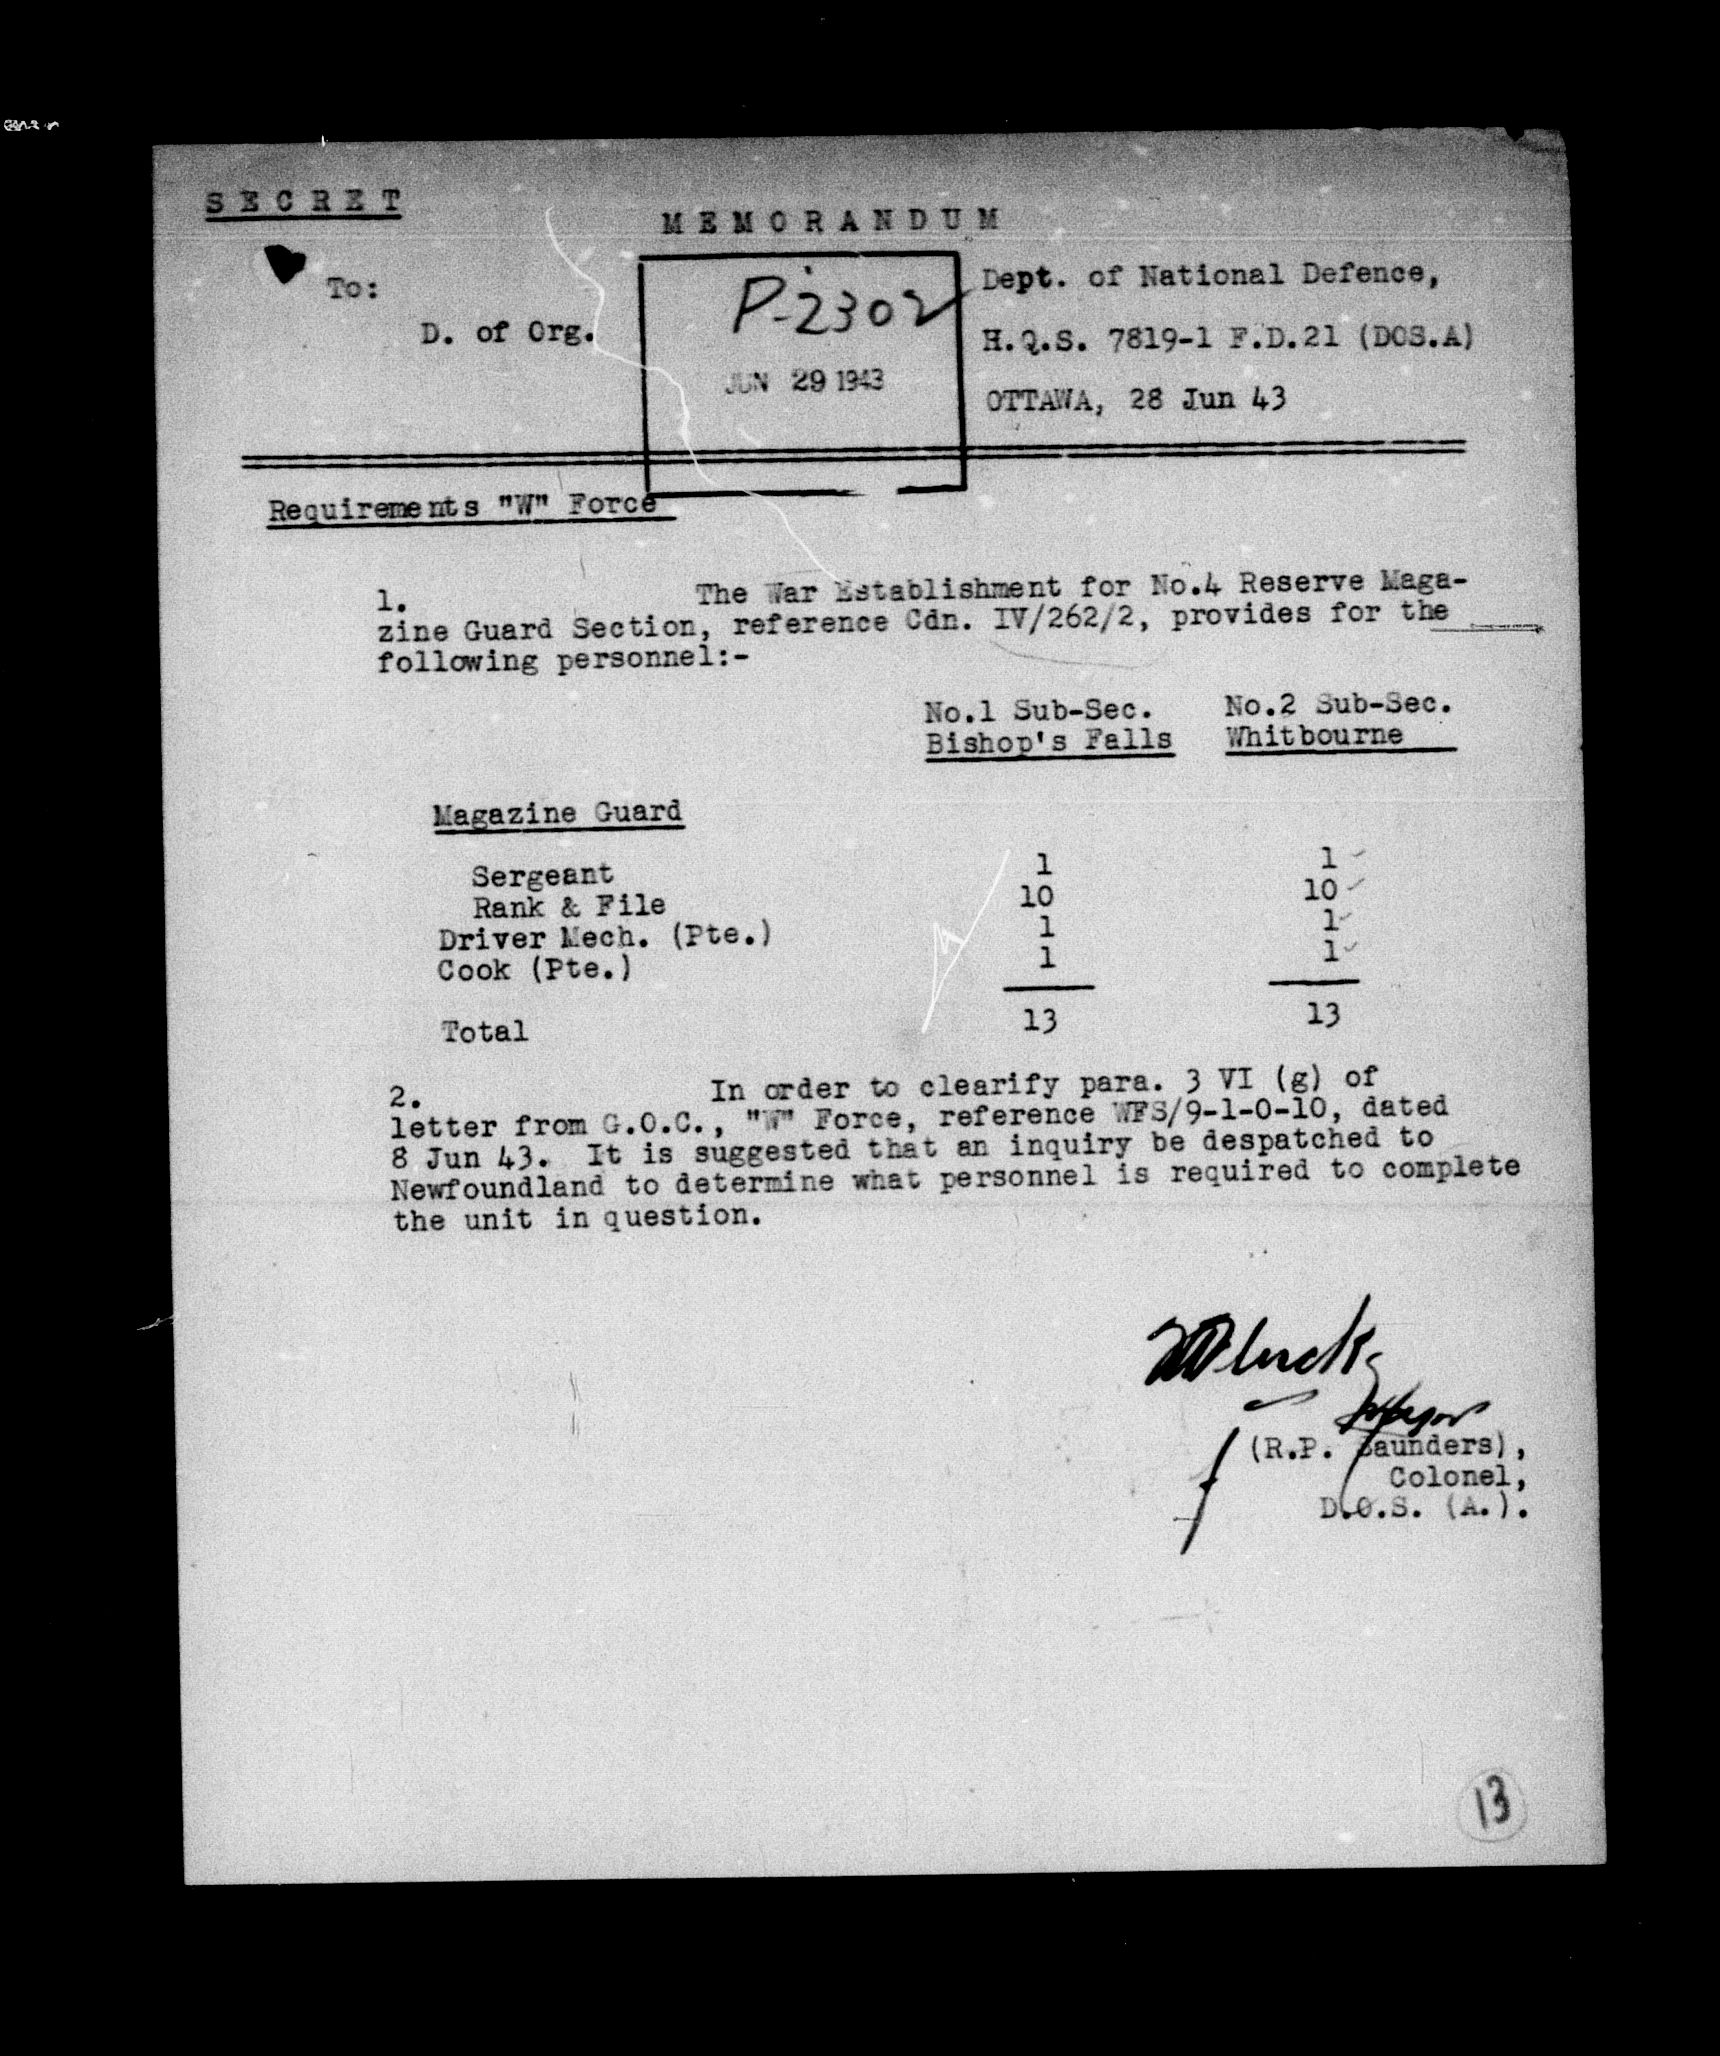 SECRET
MEMORANDUM
To:
D. of Org.
P-2302
JUN 29 1943
Dept. of National Defence,
H.Q.S. 7819-1 F.D.21 (DOS.A)
OTTAWA, 28 Jun 43
Requirements "W" Force
1. The War Establishment for No.4 Reserve Maga-
zine Guard Section, reference Cdn. IV/262/2, provides for the
following personnel:-
No.1 Sub-Sec. No.2 Sub-Sec.
Bishop's Falls Whitbourne
Magazine Guard
Sergeant 1 1
Rank & File 10 10
Driver Mech. (Pte.) 1 1
Cook (Pte.) 1 1
Total 13 13
2. In order to clearify para. 3 VI (g) of
letter from G.O.C., "W" Force, reference WFS/9-1-0-10, dated
8 Jun 43. It is suggested that an inquiry be despatched to
Newfoundland to determine what personnel is required to complete
the unit in question.
(R.P. Saunders),
Colonel,
D.O.S. (A.).
13